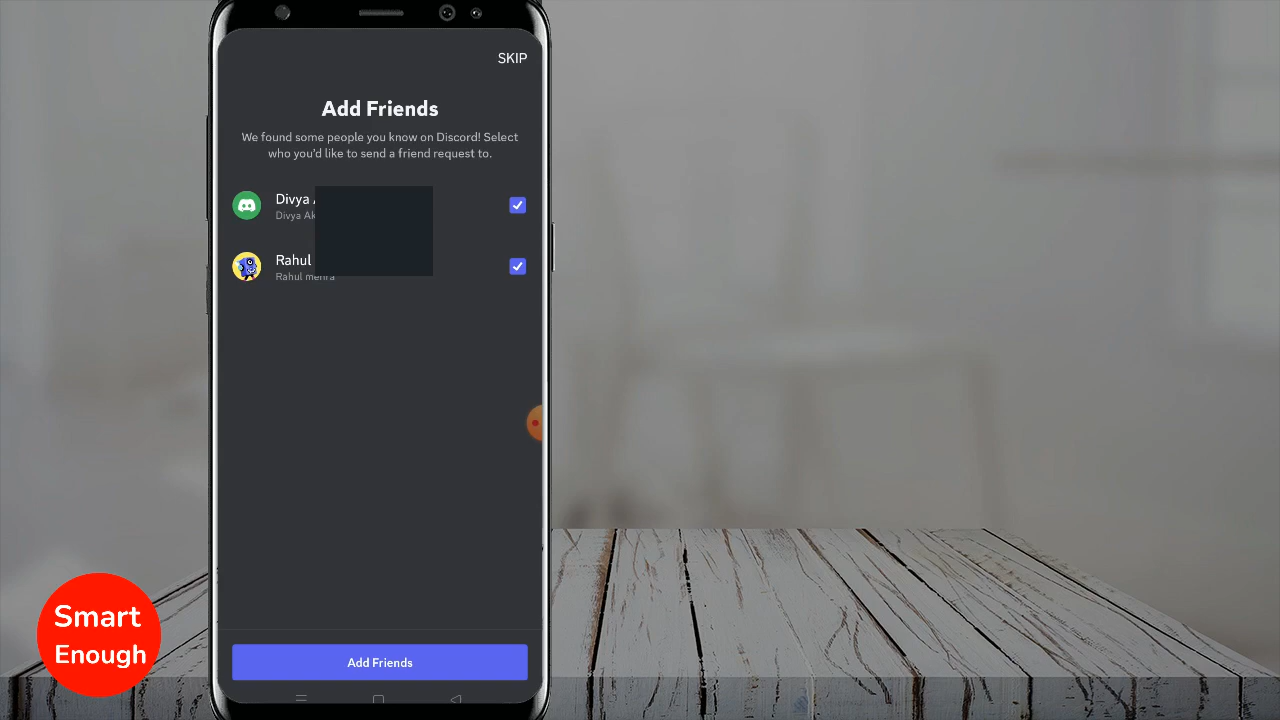 SKIP
Add Friends
We found some people you know on Discord! Select
who you'd like to send a friend request to.
Divya
Divya
Rahul
Rahul mehra
Add Friends
Smart
Enough